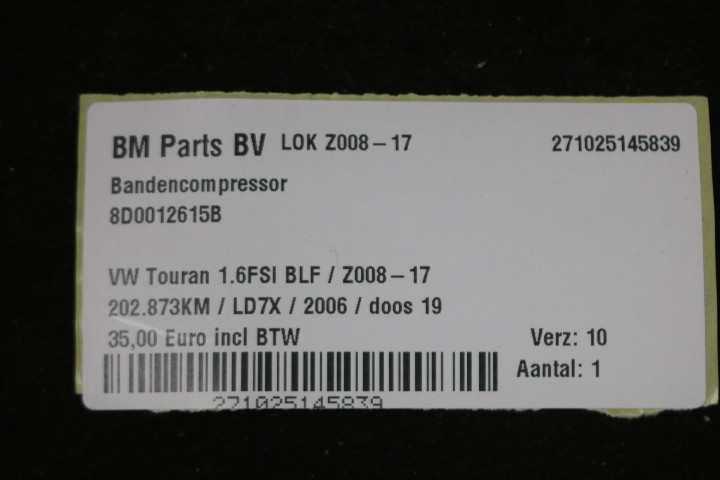 BM Parts BV LOK Z008-17 271025145839
Bandencompressor
8D0012615B
VW Touran 1.6FSI BLF / Z008-17
202.873KM / LD7X / 2006 / doos 19
35,00 Euro incl BTW Verz: 10
Aantal: 1
271025145839